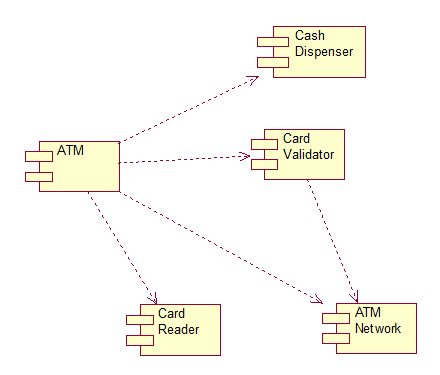 Cash
Dispenser
ATM
Card
Validator
Card
Reader
ATM
Network